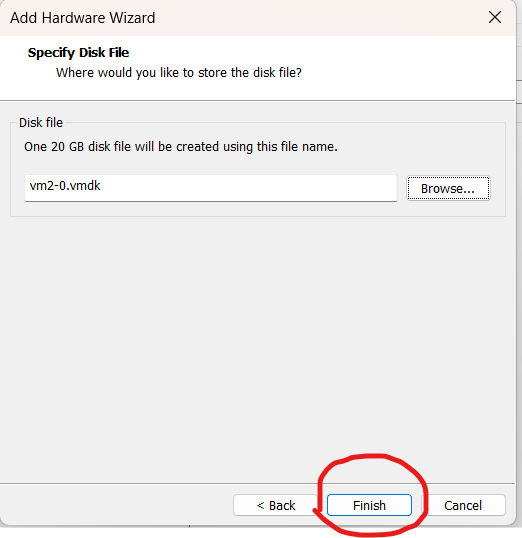 Add Hardware Wizard
Specify Disk File
Where would you like to store the disk file?
Disk file
One 20 GB disk file will be created using this file name.
vm2-0.vmdk
Browse...
< Back
Finish
Cancel